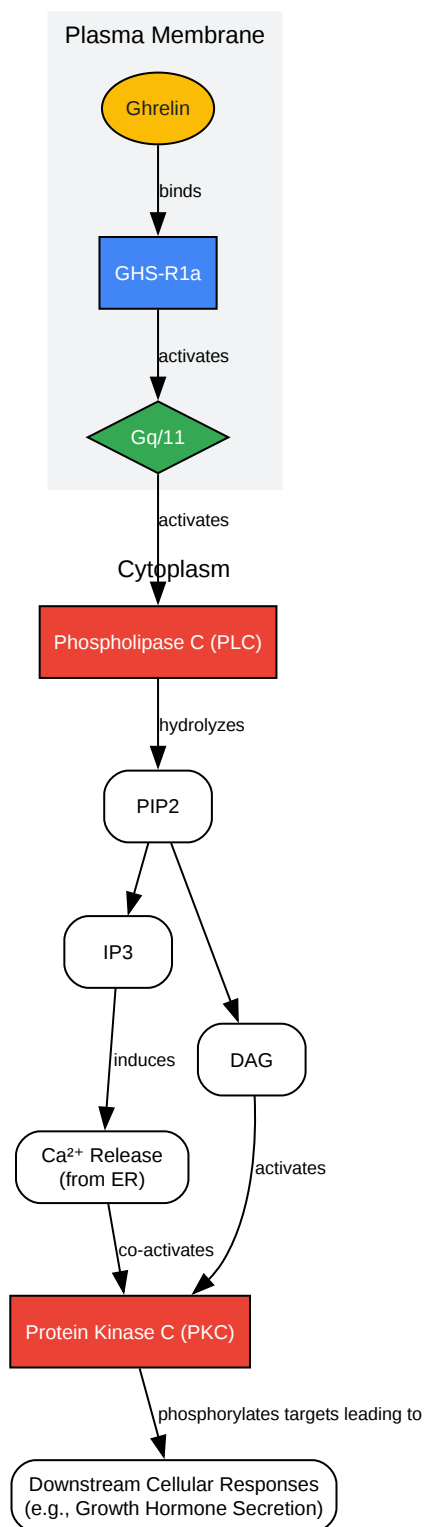 Plasma Membrane
Ghrelin
binds
GHS-R1a
activates
Gq/11
activates
Cytoplasm
Phospholipase C (PLC)
hydrolyzes
PIP2
IP3
DAG
induces
Ca²⁺ Release
(from ER)
activates
co-activates
Protein Kinase C (PKC)
phosphorylates targets leading to
Downstream Cellular Responses
(e.g., Growth Hormone Secretion)